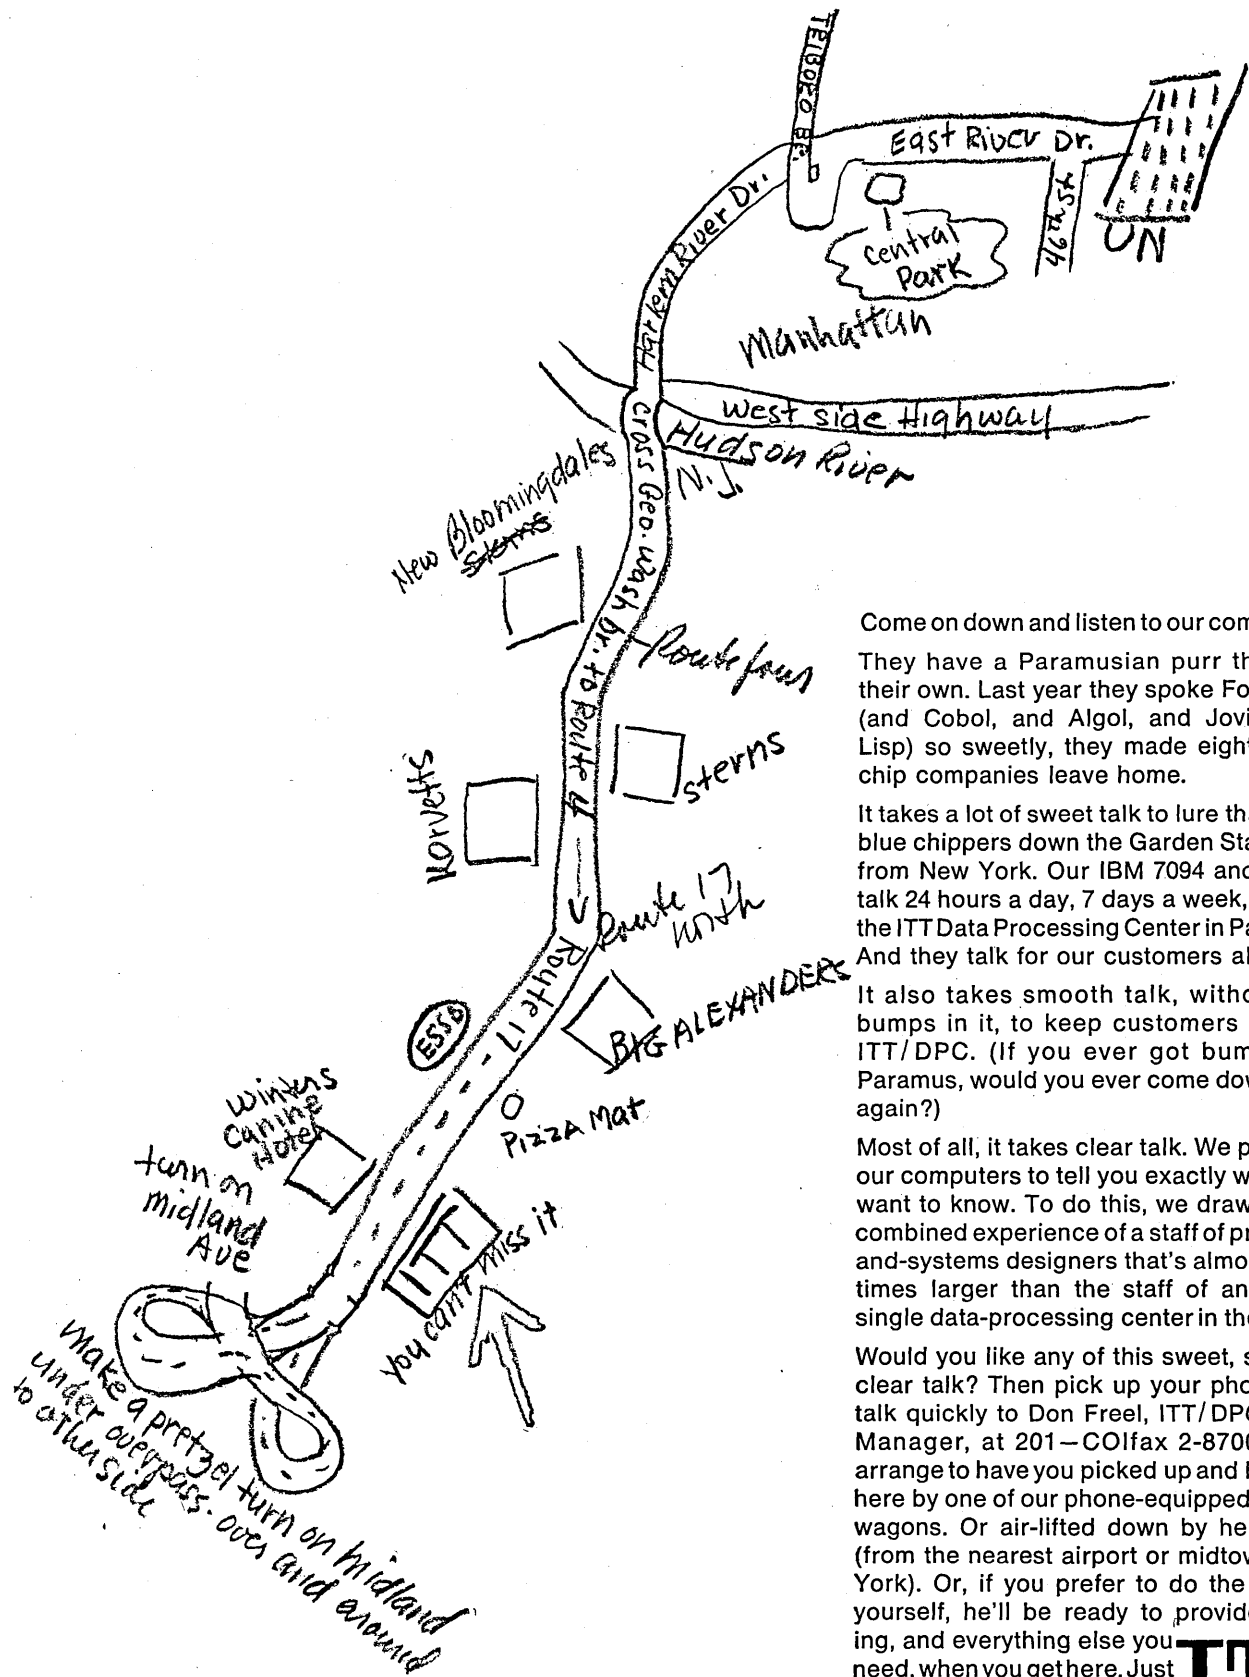 TRIBORO BR.
East River Dr.
46th St
UN
Central
Park
Harlem River Dr.
Manhattan
West side Highway
Hudson River
N.J.
Cross Geo. Wash br. to Route 4
New Bloomingdales
Sterns
Route four
Sterns
Korvetts
Route 17
North
Route 17
ESSO
BIG ALEXANDERS
Pizza Mat
Winters
Canine
Hotel
turn on
midland
Ave
ITT
you can't miss it
make a pretzel turn on midland
under overpass. over and around
to other side
Come on down and listen to our com
They have a Paramusian purr th
their own. Last year they spoke Fo
(and Cobol, and Algol, and Jovi
Lisp) so sweetly, they made eight
chip companies leave home.
It takes a lot of sweet talk to lure th
blue chippers down the Garden Sta
from New York. Our IBM 7094 and
talk 24 hours a day, 7 days a week,
the ITT Data Processing Center in Pa
And they talk for our customers al
It also takes smooth talk, witho
bumps in it, to keep customers
ITT/DPC. (If you ever got bum
Paramus, would you ever come dow
again?)
Most of all, it takes clear talk. We p
our computers to tell you exactly w
want to know. To do this, we draw
combined experience of a staff of pr
and-systems designers that's almo
times larger than the staff of an
single data-processing center in the
Would you like any of this sweet, s
clear talk? Then pick up your pho
talk quickly to Don Freel, ITT/DPC
Manager, at 201—COlfax 2-870
arrange to have you picked up and b
here by one of our phone-equipped
wagons. Or air-lifted down by he
(from the nearest airport or midtow
York). Or, if you prefer to do the
yourself, he'll be ready to provid
ing, and everything else you
need, when you get here. Just